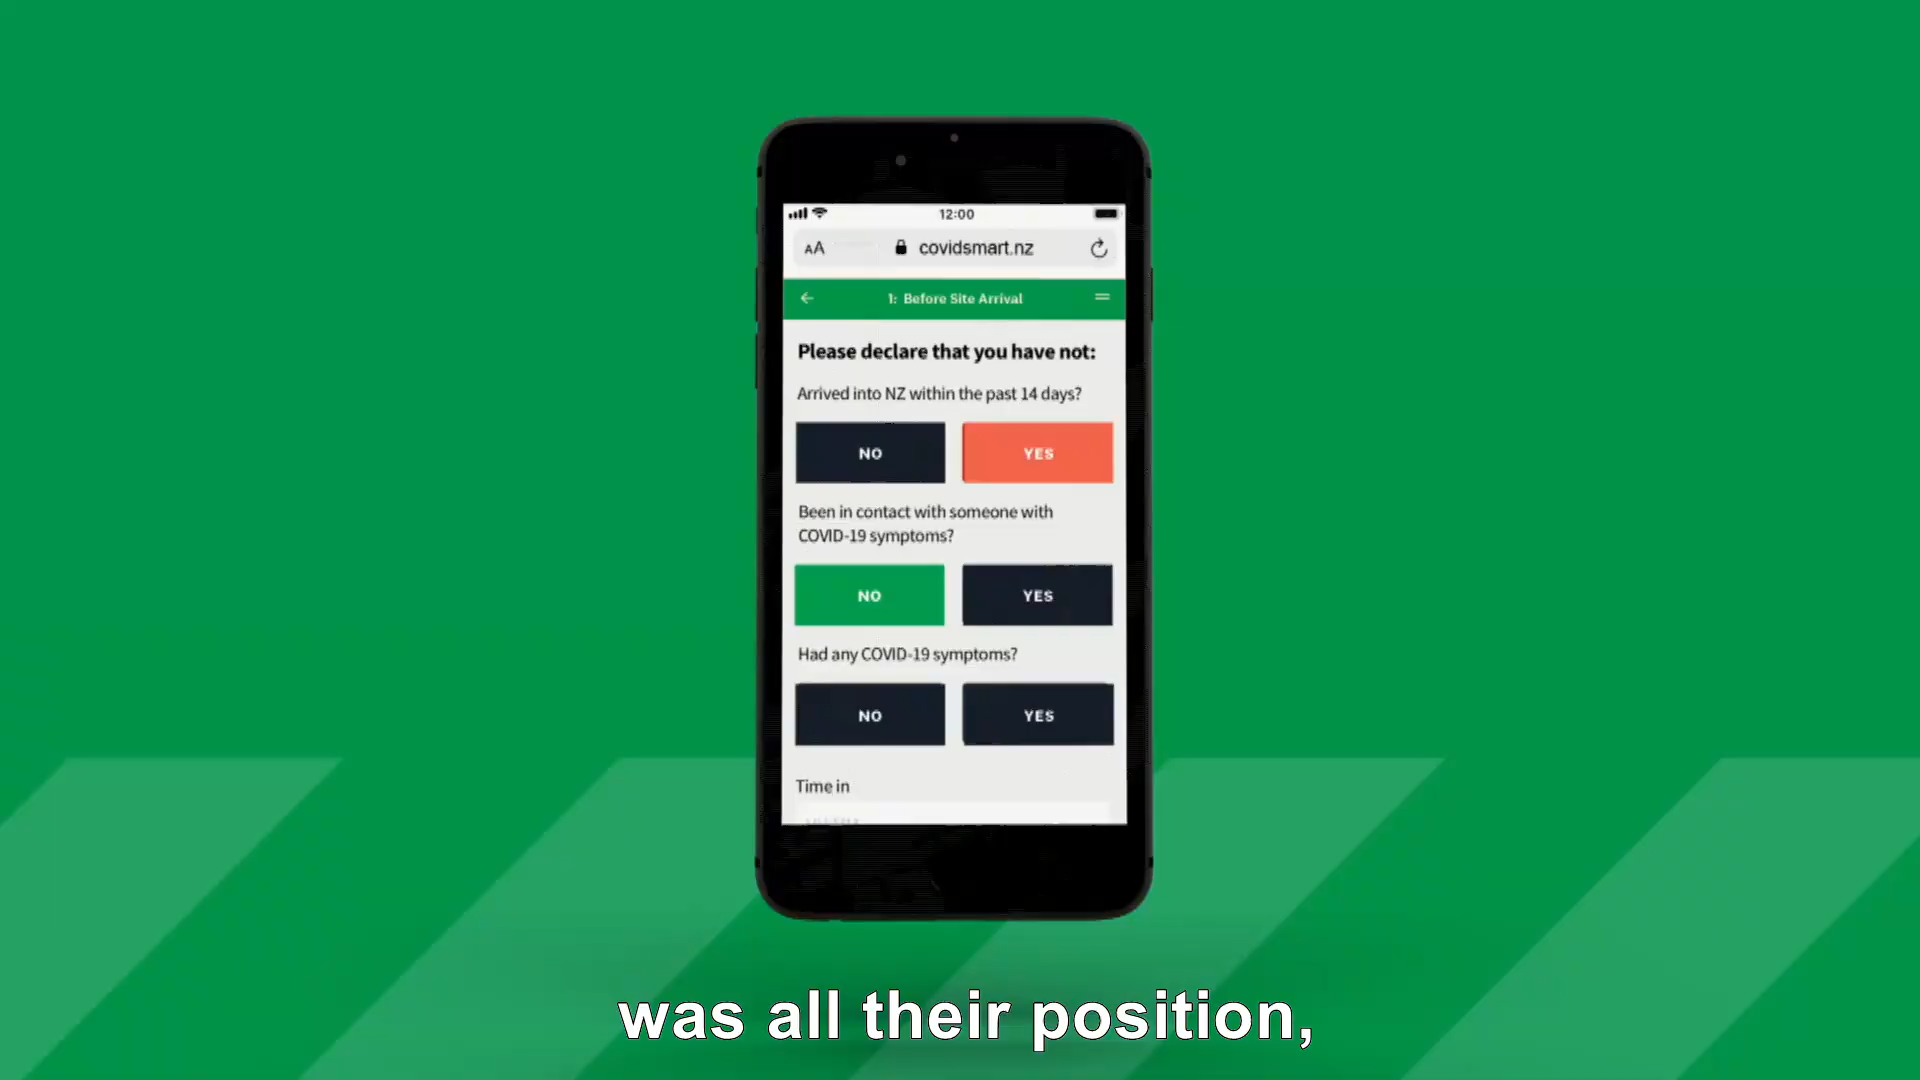 12:00
AA covidsmart.nz
1: Before Site Arrival
Please declare that you have not:
Arrived into NZ within the past 14 days?
NO YES
Been in contact with someone with
COVID-19 symptoms?
NO YES
Had any COVID-19 symptoms?
NO YES
Time in
was all their position,